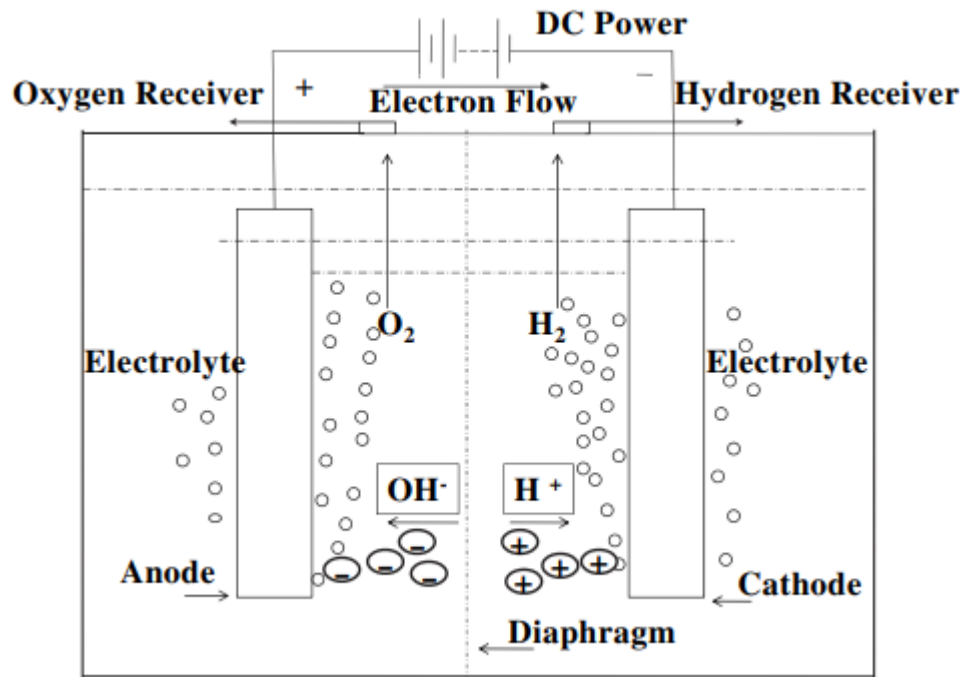 DC Power
+
–
Oxygen Receiver
Electron Flow
Hydrogen Receiver
O₂
H₂
Electrolyte
Electrolyte
OH⁻
H⁺
- - - -
+ + + +
Anode
Cathode
Diaphragm